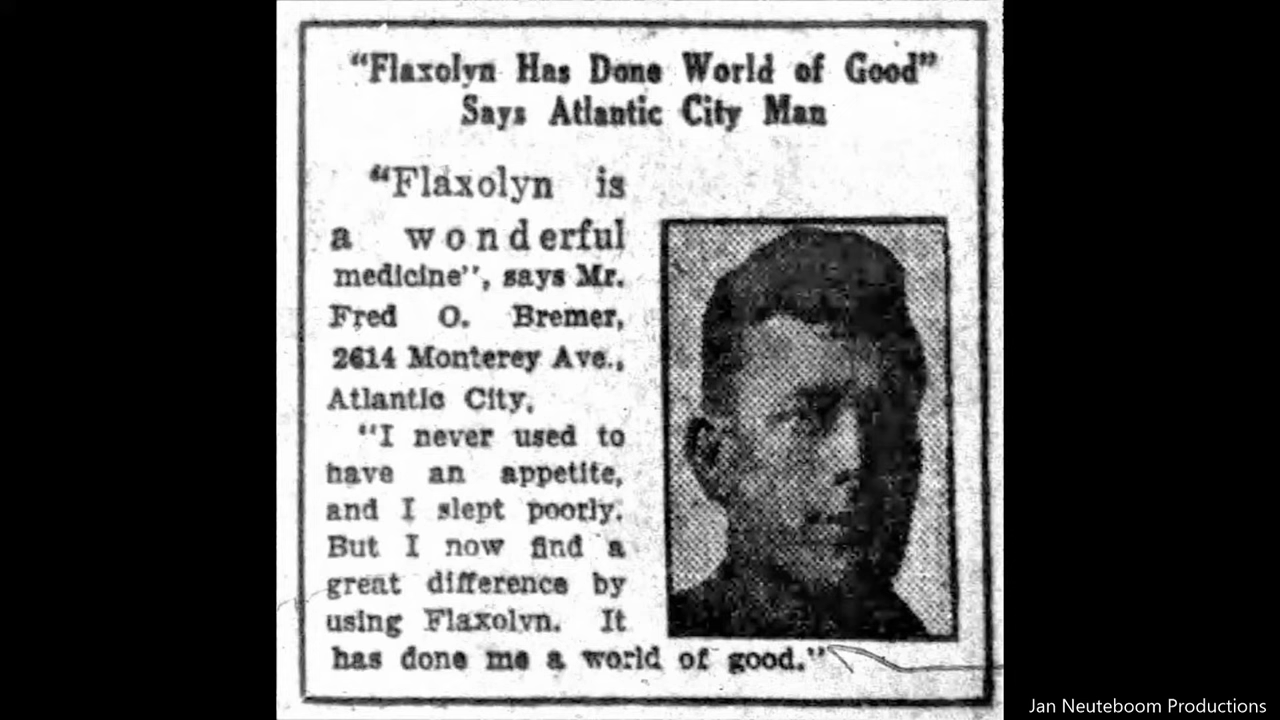 “Flaxolyn Has Done World of Good”
Says Atlantic City Man
“Flaxolyn is
a wonderful
medicine”, says Mr.
Fred O. Bremer,
2614 Monterey Ave.,
Atlantic City,
“I never used to
have an appetite,
and I slept poorly.
But I now find a
great difference by
using Flaxolyn. It
has done me a world of good.”
Jan Neuteboom Productions